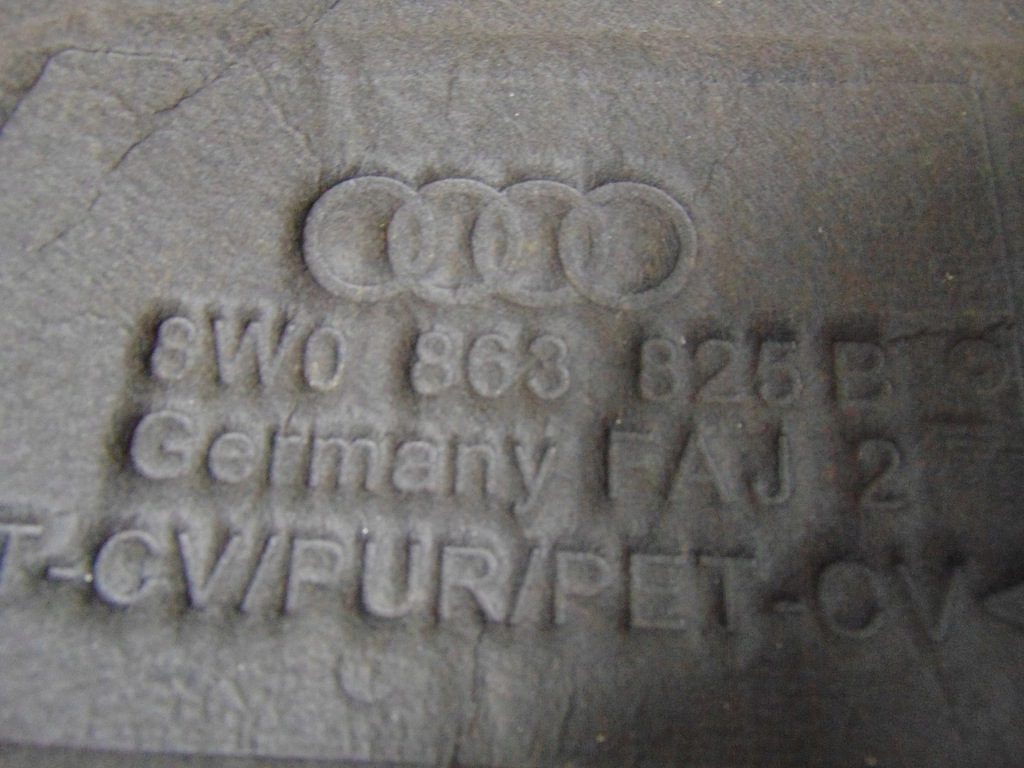 8W0 863 825 B
Germany FAJ 2
T-CV/PUR/PET-CV<